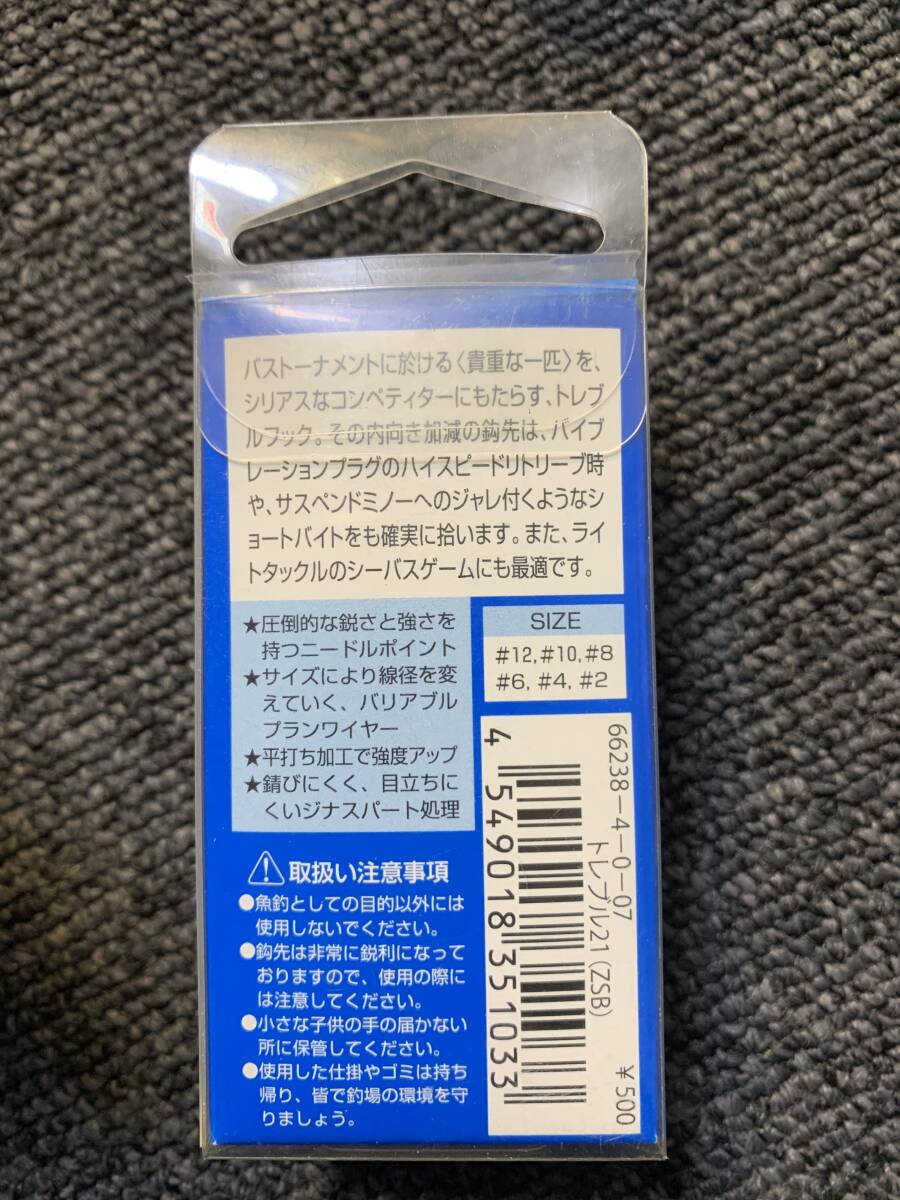 バストーナメントに於ける〈貴重な一匹〉を、
シリアスなコンペティターにもたらす、トレブ
ルフック。その内向き加減の鈎先は、バイブ
レーションプラグのハイスピードリトリーブ時
や、サスペンドミノーへのジャレ付くようなシ
ョートバイトをも確実に拾います。また、ライ
トタックルのシーバスゲームにも最適です。
★圧倒的な鋭さと強さを
持つニードルポイント
★サイズにより線径を変
えていく、バリアブル
プランワイヤー
★平打ち加工で強度アップ
★錆びにくく、目立ちに
くいジナスパート処理
SIZE
#12,#10,#8
#6, #4, #2
66238-4-0-07
トレブル21(ZSB)
¥500
4 549018 351033
取扱い注意事項
●魚釣としての目的以外には
使用しないでください。
●鈎先は非常に鋭利になって
おりますので、使用の際に
は注意してください。
●小さな子供の手の届かない
所に保管してください。
●使用した仕掛やゴミは持ち
帰り、皆で釣場の環境を守
りましょう。